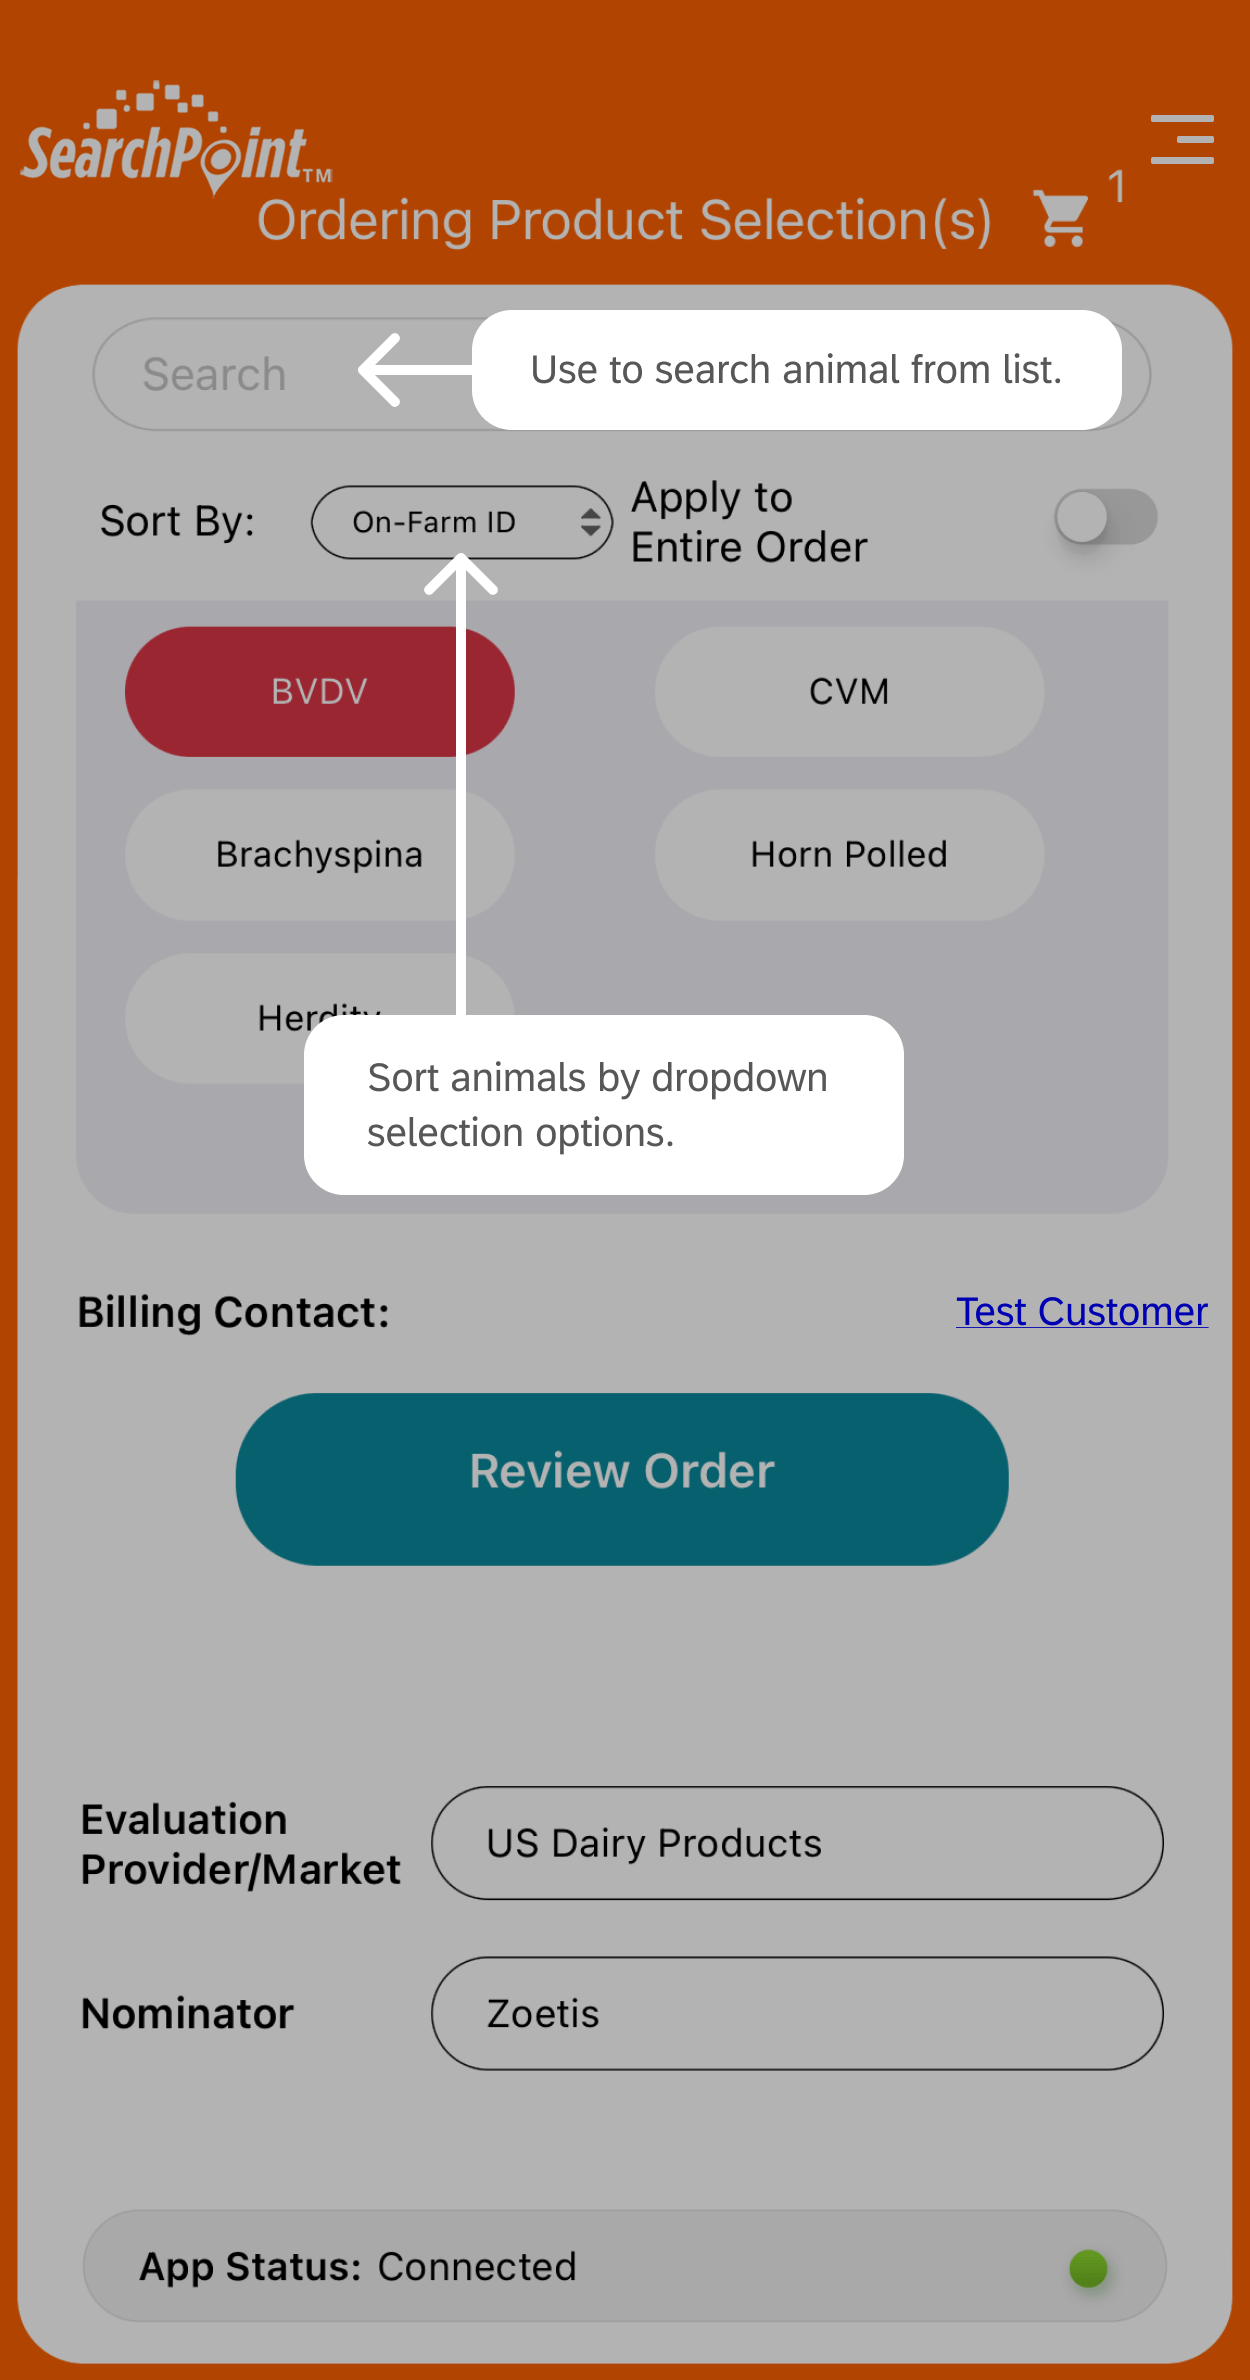 SearchPoint™
Ordering Product Selection(s)
1
Search
Use to search animal from list.
Sort By:
On-Farm ID
Apply to
Entire Order
BVDV
CVM
Brachyspina
Horn Polled
Herdity
Sort animals by dropdown
selection options.
Billing Contact:
Test Customer
Review Order
Evaluation
Provider/Market
US Dairy Products
Nominator
Zoetis
App Status: Connected